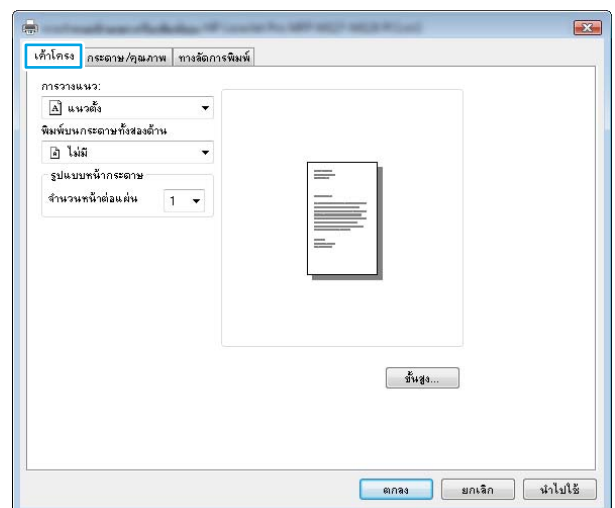 เค้าโครง กระดาษ/คุณภาพ ทางลัดการพิมพ์
การวางแนว:
A แนวตั้ง
พิมพ์บนกระดาษทั้งสองด้าน
ไม่มี
รูปแบบหน้ากระดาษ
จำนวนหน้าต่อแผ่น 1
ขั้นสูง...
ตกลง ยกเลิก นำไปใช้